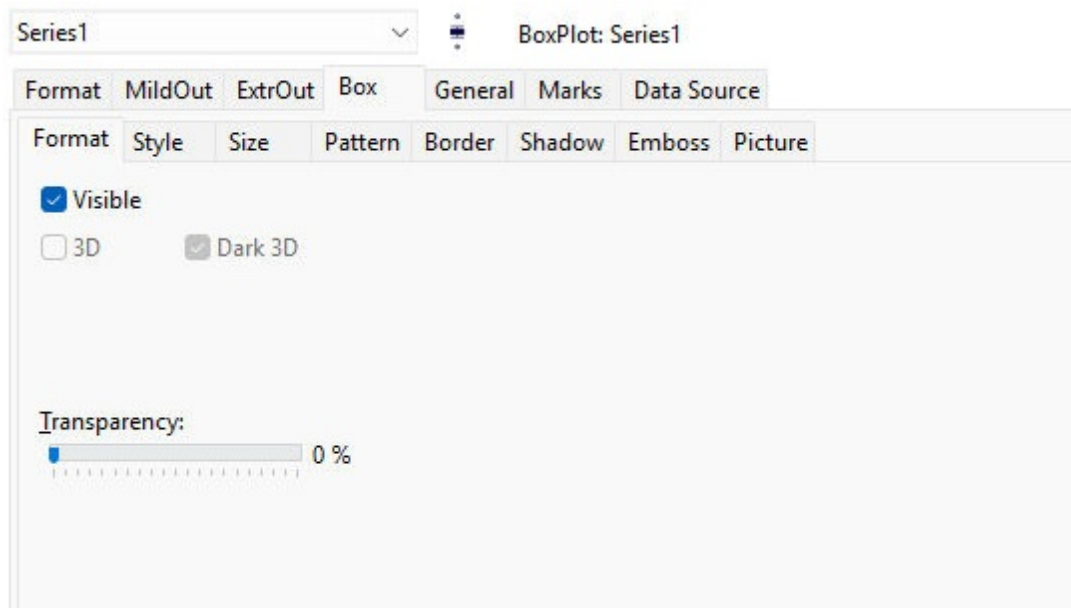 Series1 BoxPlot: Series1
Format MildOut ExtrOut Box General Marks Data Source
Format Style Size Pattern Border Shadow Emboss Picture
Visible
3D Dark 3D
Transparency:
0 %